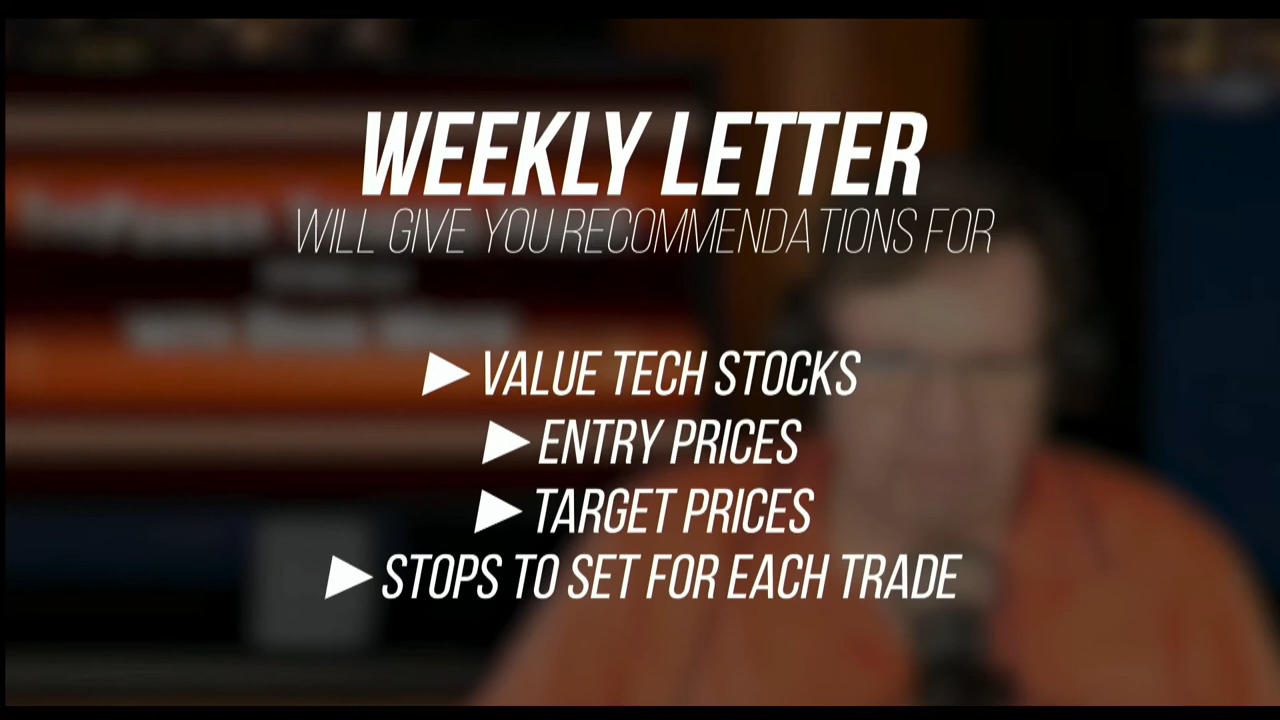 WEEKLY LETTER
WILL GIVE YOU RECOMMENDATIONS FOR
▶ VALUE TECH STOCKS
▶ ENTRY PRICES
▶ TARGET PRICES
▶ STOPS TO SET FOR EACH TRADE